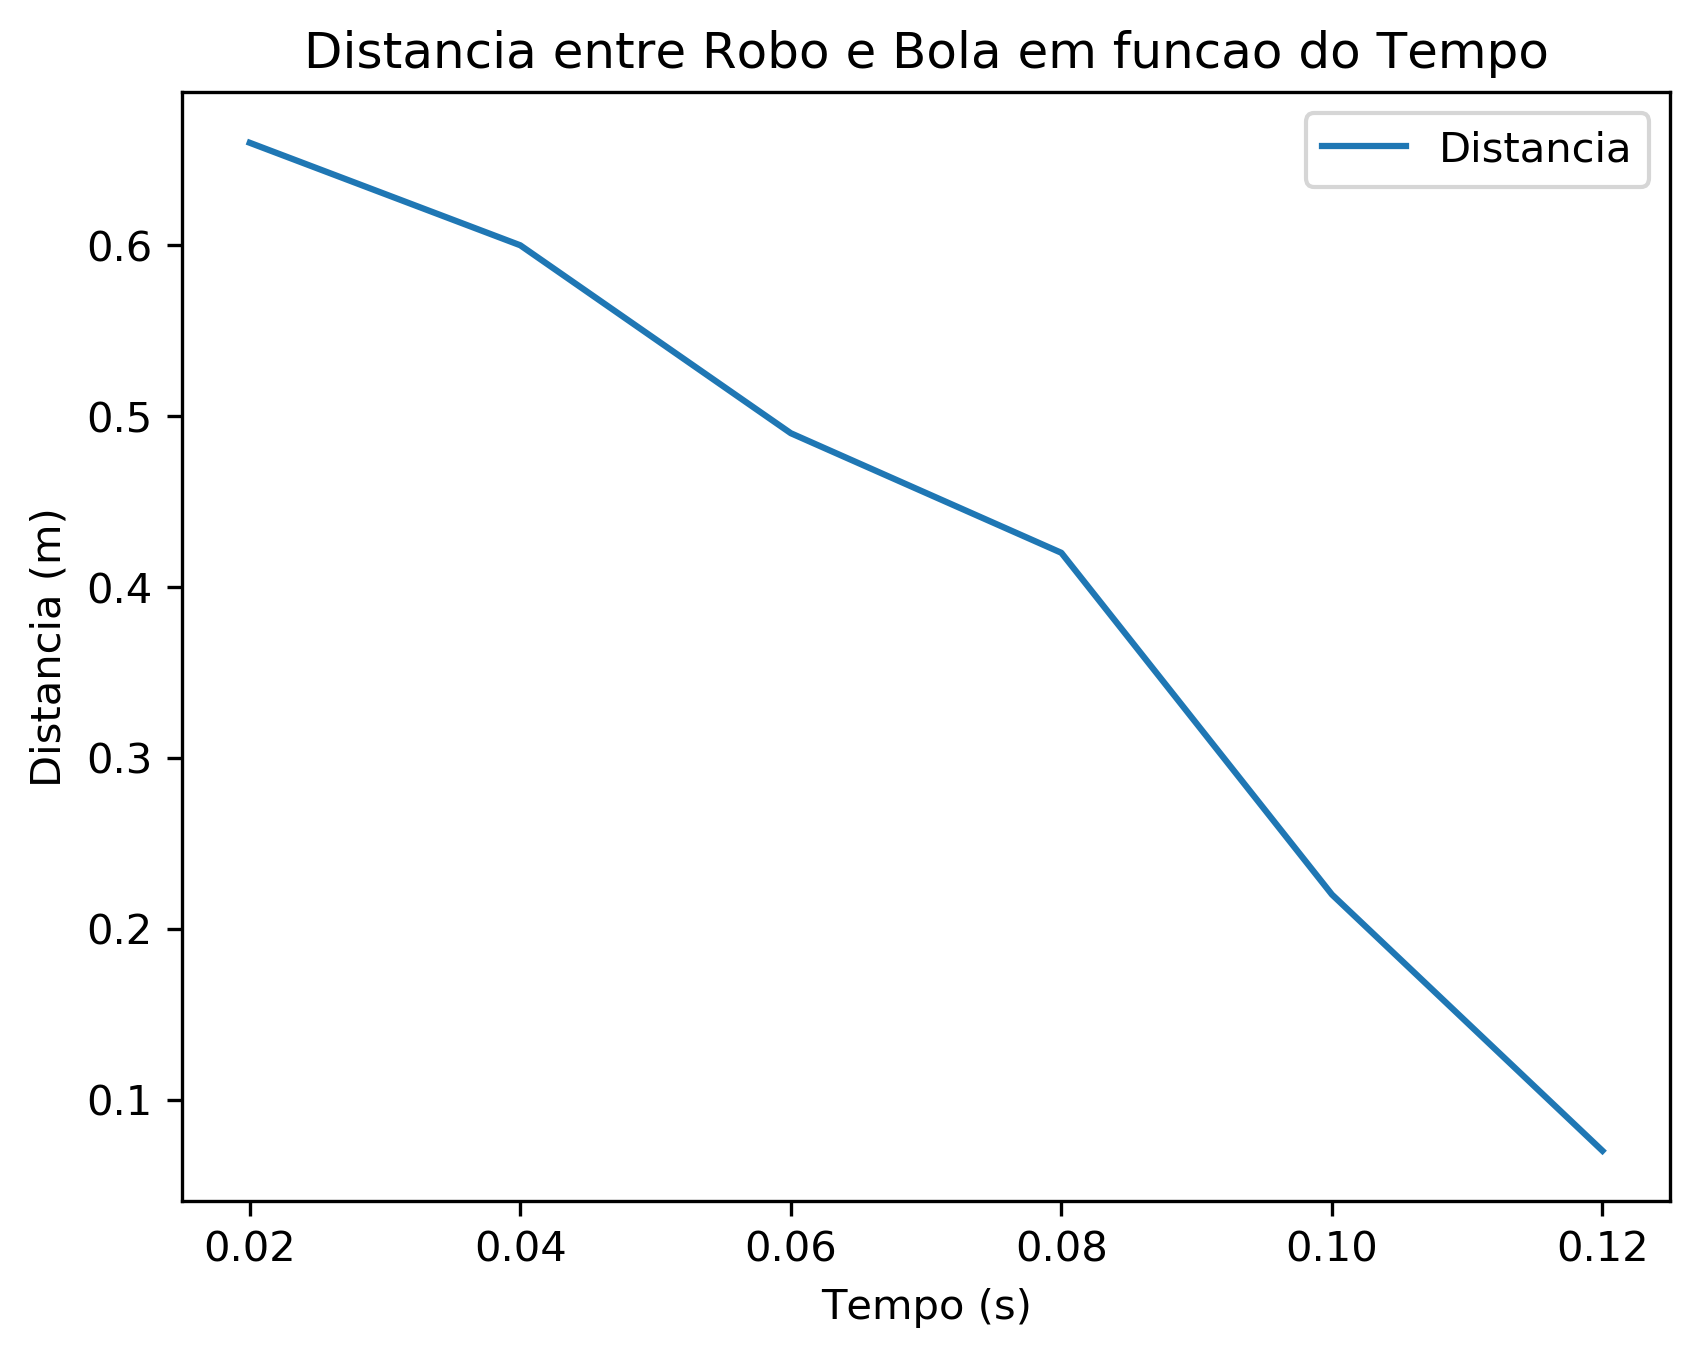 Distancia entre Robo e Bola em funcao do Tempo
Distancia
0.6
0.5
0.4
0.3
0.2
0.1
Distancia (m)
0.02 0.04 0.06 0.08 0.10 0.12
Tempo (s)